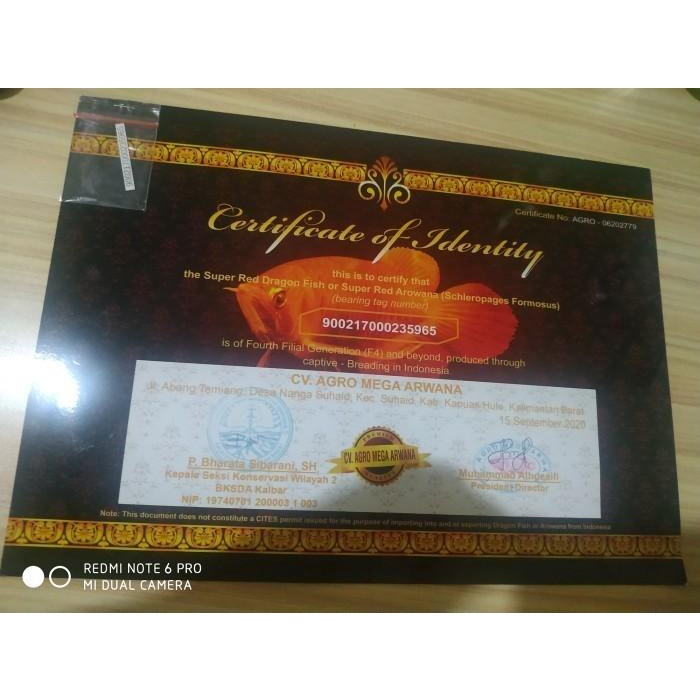 Certificate No: AGRO - 06202779
Certificate of Identity
this is to certify that
the Super Red Dragon Fish or Super Red Arowana (Schleropages Formosus)
(bearing tag number)
900217000235965
is of Fourth Filial Generation (F4) and beyond, produced through
captive - Breading in Indonesia.
CV. AGRO MEGA ARWANA
Jl. Abang Temiang, Desa Nanga Suhaid, Kec. Suhaid, Kab. Kapuas Hulu, Kalimantan Barat
15 September 2020
P. Bharata Sibarani, SH
Kepala Seksi Konservasi Wilayah 2
BKSDA Kalbar
NIP: 19740701 200003 1 003
CV. AGRO MEGA ARWANA
President Director
Note: This document does not constitute a CITES permit issued for the purpose of importing into and or exporting Dragon Fish or Arowana from Indonesia
REDMI NOTE 6 PRO
MI DUAL CAMERA